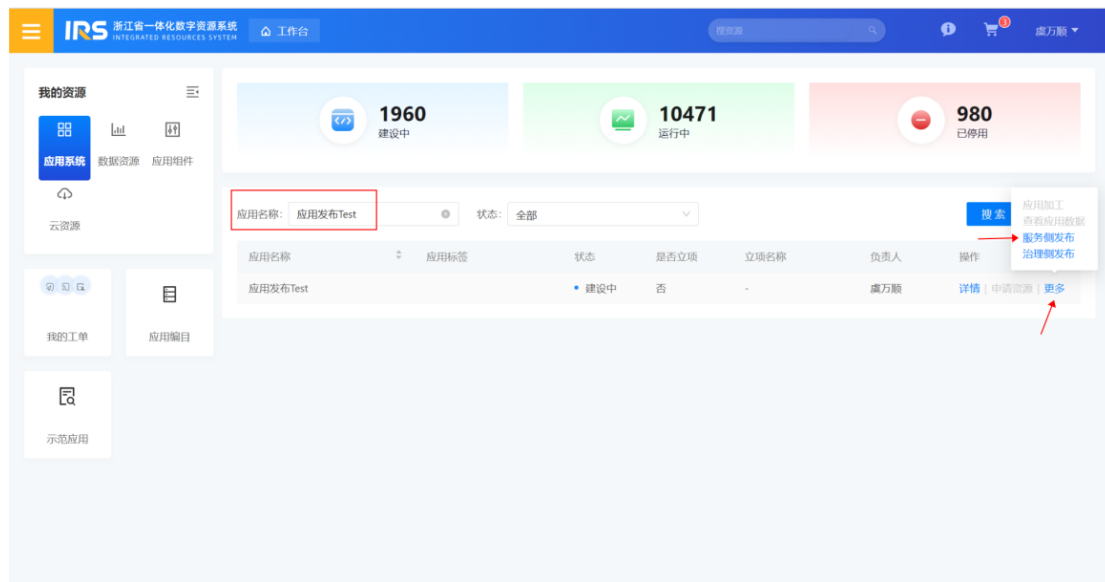 IRS 浙江省一体化数字资源系统
INTEGRATED RESOURCES SYSTEM
工作台
搜资源
3
虞万顺
我的资源
应用系统 数据资源 应用组件
云资源
1960
建设中
10471
运行中
980
已停用
应用名称: 应用发布Test 状态: 全部 搜索
应用加工
查看应用数据
服务侧发布
治理侧发布
应用名称 应用标签 状态 是否立项 立项名称 负责人 操作
应用发布Test 建设中 否 - 虞万顺 详情 | 申请资源 | 更多
我的工单 应用编目
示范应用